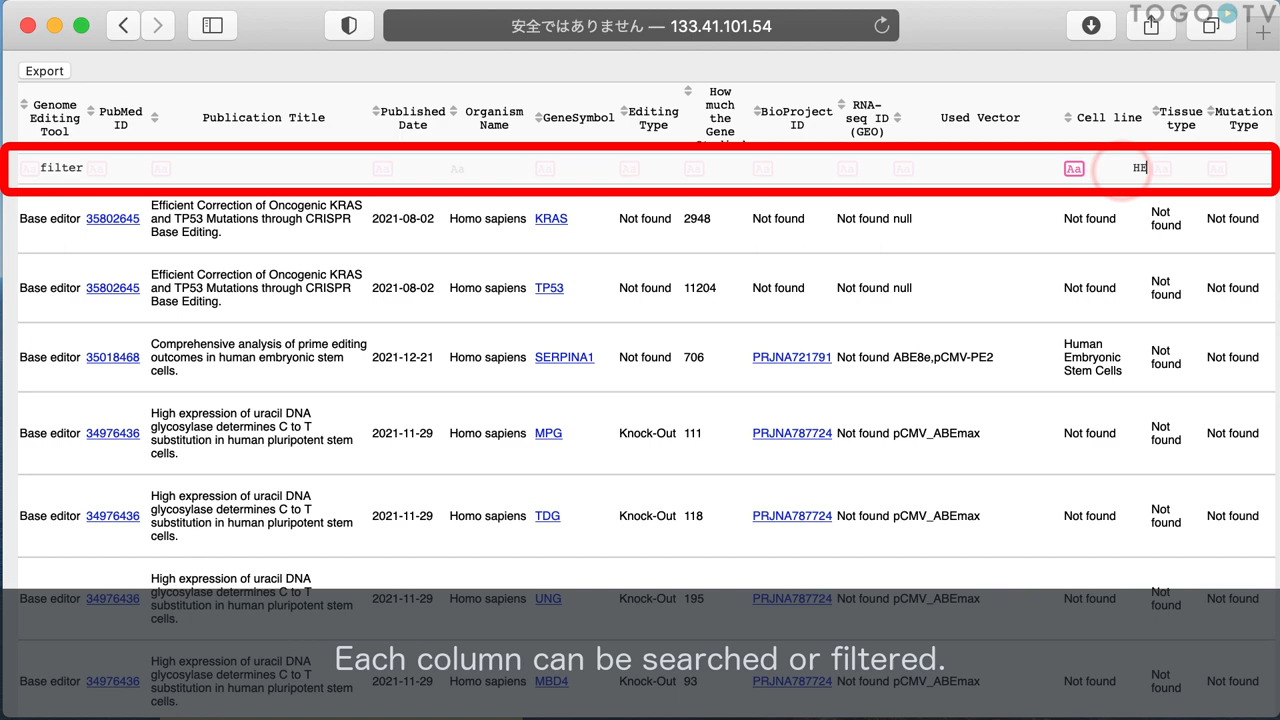 TOGO TV
安全ではありません — 133.41.101.54
Export
Genome Editing Tool
PubMed ID
Publication Title
Published Date
Organism Name
GeneSymbol
Editing Type
How much the Gene
BioProject ID
RNA-seq ID (GEO)
Used Vector
Cell line
Tissue type
Mutation Type
filter
Aa Aa Aa Aa Aa Aa Aa Aa Aa Aa Aa Aa HE Aa Aa
Base editor 35802645 Efficient Correction of Oncogenic KRAS and TP53 Mutations through CRISPR Base Editing. 2021-08-02 Homo sapiens KRAS Not found 2948 Not found Not found null Not found Not found Not found
Base editor 35802645 Efficient Correction of Oncogenic KRAS and TP53 Mutations through CRISPR Base Editing. 2021-08-02 Homo sapiens TP53 Not found 11204 Not found Not found null Not found Not found Not found
Base editor 35018468 Comprehensive analysis of prime editing outcomes in human embryonic stem cells. 2021-12-21 Homo sapiens SERPINA1 Not found 706 PRJNA721791 Not found ABE8e,pCMV-PE2 Human Embryonic Stem Cells Not found Not found
Base editor 34976436 High expression of uracil DNA glycosylase determines C to T substitution in human pluripotent stem cells. 2021-11-29 Homo sapiens MPG Knock-Out 111 PRJNA787724 Not found pCMV_ABEmax Not found Not found Not found
Base editor 34976436 High expression of uracil DNA glycosylase determines C to T substitution in human pluripotent stem cells. 2021-11-29 Homo sapiens TDG Knock-Out 118 PRJNA787724 Not found pCMV_ABEmax Not found Not found Not found
Base editor 34976436 High expression of uracil DNA glycosylase determines C to T substitution in human pluripotent stem cells. 2021-11-29 Homo sapiens UNG Knock-Out 195 PRJNA787724 Not found pCMV_ABEmax Not found Not found Not found
Base editor 34976436 High expression of uracil DNA glycosylase determines C to T substitution in human pluripotent stem cells. 2021-11-29 Homo sapiens MBD4 Knock-Out 93 PRJNA787724 Not found pCMV_ABEmax Not found Not found Not found
Each column can be searched or filtered.